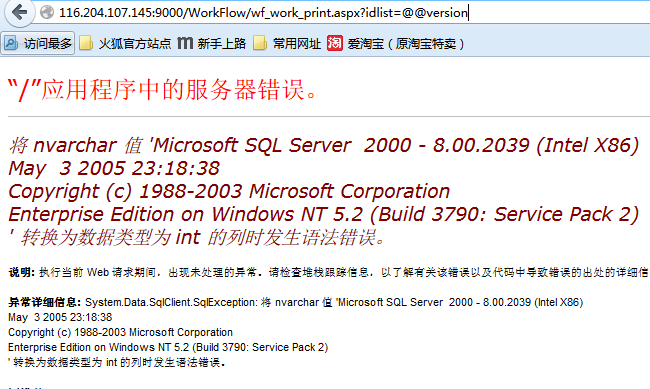 116.204.107.145:9000/WorkFlow/wf_work_print.aspx?idlist=@@version
访问最多 火狐官方站点 新手上路 常用网址 爱淘宝（原淘宝特卖）
“/”应用程序中的服务器错误。
将 nvarchar 值 'Microsoft SQL Server  2000 - 8.00.2039 (Intel X86)
May  3 2005 23:18:38
Copyright (c) 1988-2003 Microsoft Corporation
Enterprise Edition on Windows NT 5.2 (Build 3790: Service Pack 2)
' 转换为数据类型为 int 的列时发生语法错误。
说明: 执行当前 Web 请求期间，出现未处理的异常。请检查堆栈跟踪信息，以了解有关该错误以及代码中导致错误的出处的详细信
异常详细信息: System.Data.SqlClient.SqlException: 将 nvarchar 值 'Microsoft SQL Server  2000 - 8.00.2039 (Intel X86)
May  3 2005 23:18:38
Copyright (c) 1988-2003 Microsoft Corporation
Enterprise Edition on Windows NT 5.2 (Build 3790: Service Pack 2)
' 转换为数据类型为 int 的列时发生语法错误。